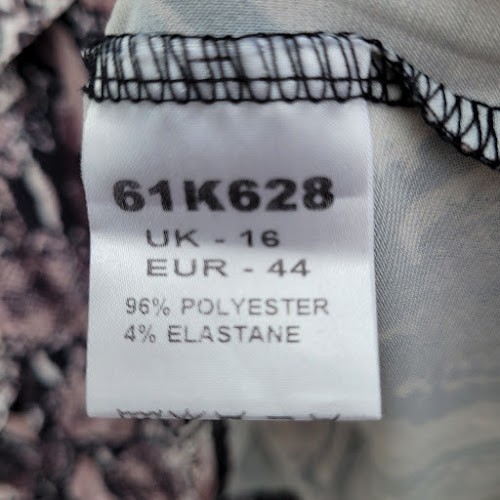 61K628
UK - 16
EUR - 44
96% POLYESTER
4% ELASTANE